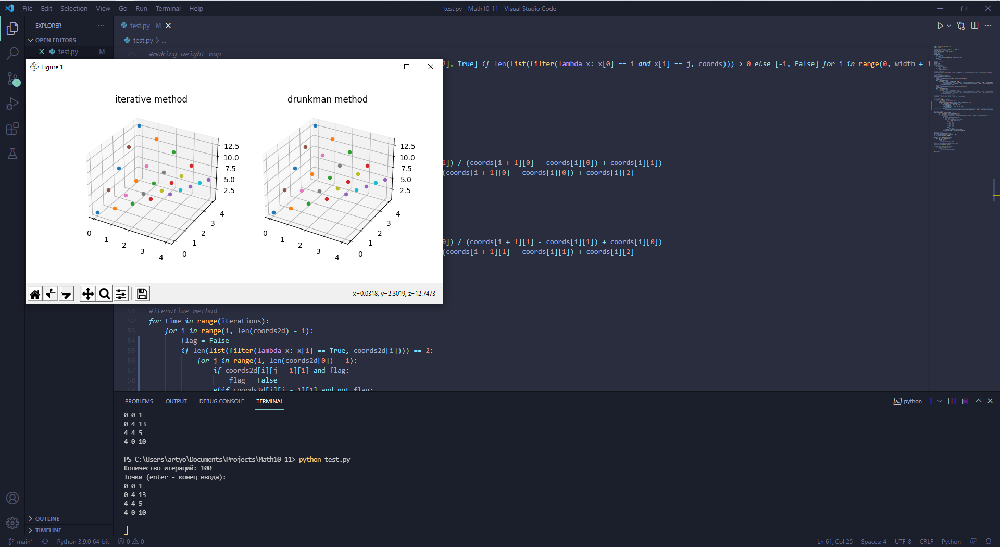 File Edit Selection View Go Run Terminal Help
test.py - Math10-11 - Visual Studio Code
EXPLORER
OPEN EDITORS
test.py M
test.py M
test.py > ...
25 #making weight map
2], True] if len(list(filter(lambda x: x[0] == i and x[1] == j, coords))) > 0 else [-1, False] for i in range(0, width + 1
]) / (coords[i + 1][0] - coords[i][0]) + coords[i][1])
(coords[i + 1][0] - coords[i][0]) + coords[i][2]
]) / (coords[i + 1][1] - coords[i][1]) + coords[i][0])
(coords[i + 1][1] - coords[i][1]) + coords[i][2]
Figure 1
iterative method
12.5
10.0
7.5
5.0
2.5
4
3
2
1
0
0
1
2
3
4
drunkman method
12.5
10.0
7.5
5.0
2.5
4
3
2
1
0
0
1
2
3
4
x=0.0318, y=2.3019, z=12.7473
51 #iterative method
52 for time in range(iterations):
53 for i in range(1, len(coords2d) - 1):
54 flag = False
55 if len(list(filter(lambda x: x[1] == True, coords2d[i]))) == 2:
56 for j in range(1, len(coords2d[0]) - 1):
57 if coords2d[i][j - 1][1] and flag:
58 flag = False
59 elif coords2d[i][j - 1][1] and not flag:
PROBLEMS OUTPUT DEBUG CONSOLE TERMINAL
python
0 0 1
0 4 13
4 4 5
4 0 10
PS C:\Users\artyo\Documents\Projects\Math10-11> python test.py
Количество итераций: 100
Точки (enter - конец ввода):
0 0 1
0 4 13
4 4 5
4 0 10
1
OUTLINE
TIMELINE
main* Python 3.9.0 64-bit 0 0
Ln 61, Col 25 Spaces: 4 UTF-8 CRLF Python